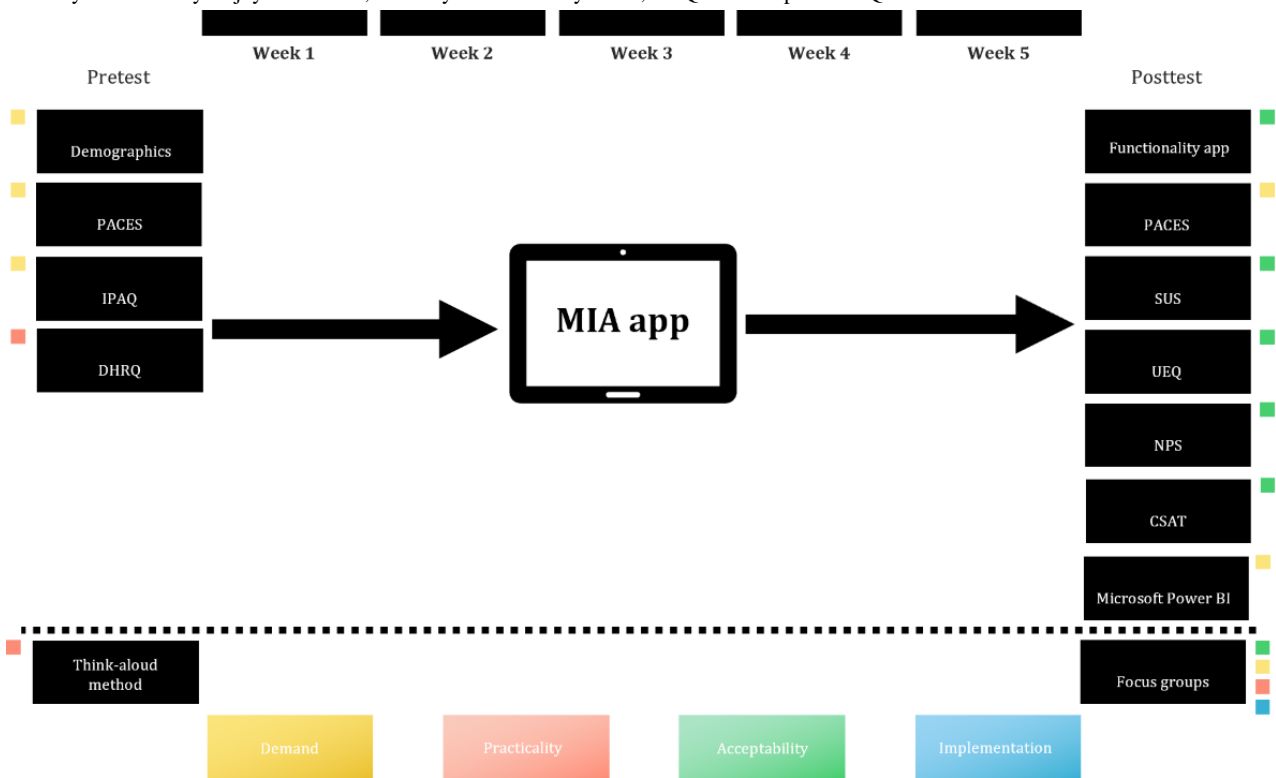 Week 1
Week 2
Week 3
Week 4
Week 5
Pretest
Posttest
Demographics
PACES
IPAQ
DHRQ
MIA app
Functionality app
PACES
SUS
UEQ
NPS
CSAT
Microsoft Power BI
Think-aloud
method
Focus groups
Demand
Practicality
Acceptability
Implementation